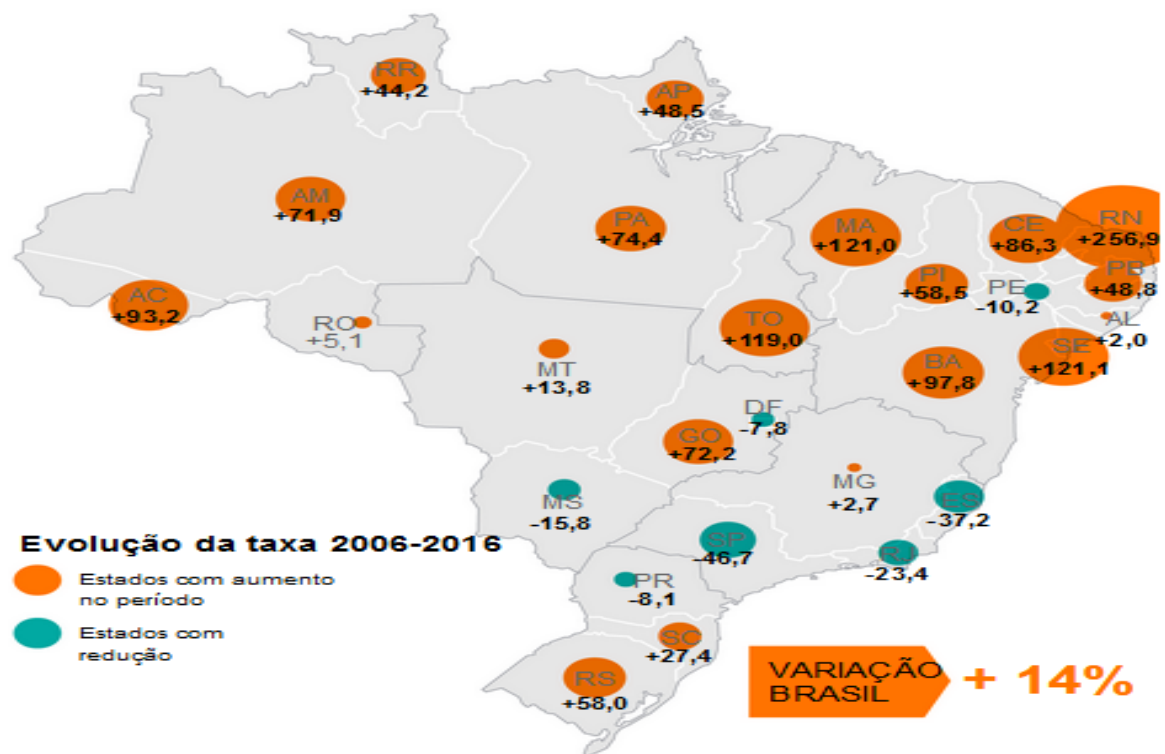 RR
+44,2
AP
+48,5
AM
+71,9
PA
+74,4
MA
+121,0
CE
+86,3
RN
+256,9
PI
+58,5
PE
-10,2
PB
+48,8
AC
+93,2
RO
+5,1
MT
+13,8
TO
+119,0
AL
+2,0
SE
+121,1
BA
+97,8
DF
-7,8
GO
+72,2
MG
+2,7
MS
-15,8
ES
-37,2
SP
-46,7
RJ
-23,4
PR
-8,1
SC
+27,4
RS
+58,0
Evolução da taxa 2006-2016
Estados com aumento
no período
Estados com
redução
VARIAÇÃO
BRASIL
+ 14%